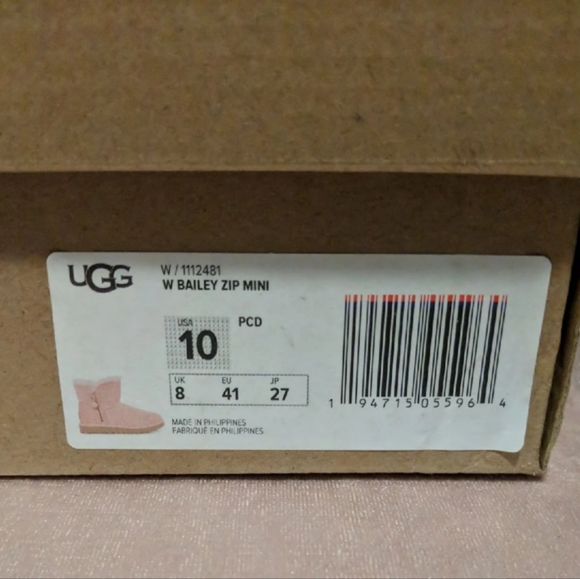 UGG
W / 1112481
W BAILEY ZIP MINI
USA
10
PCD
UK EU JP
8 41 27
MADE IN PHILIPPINES
FABRIQUÉ EN PHILIPPINES
1 94715 05596 4